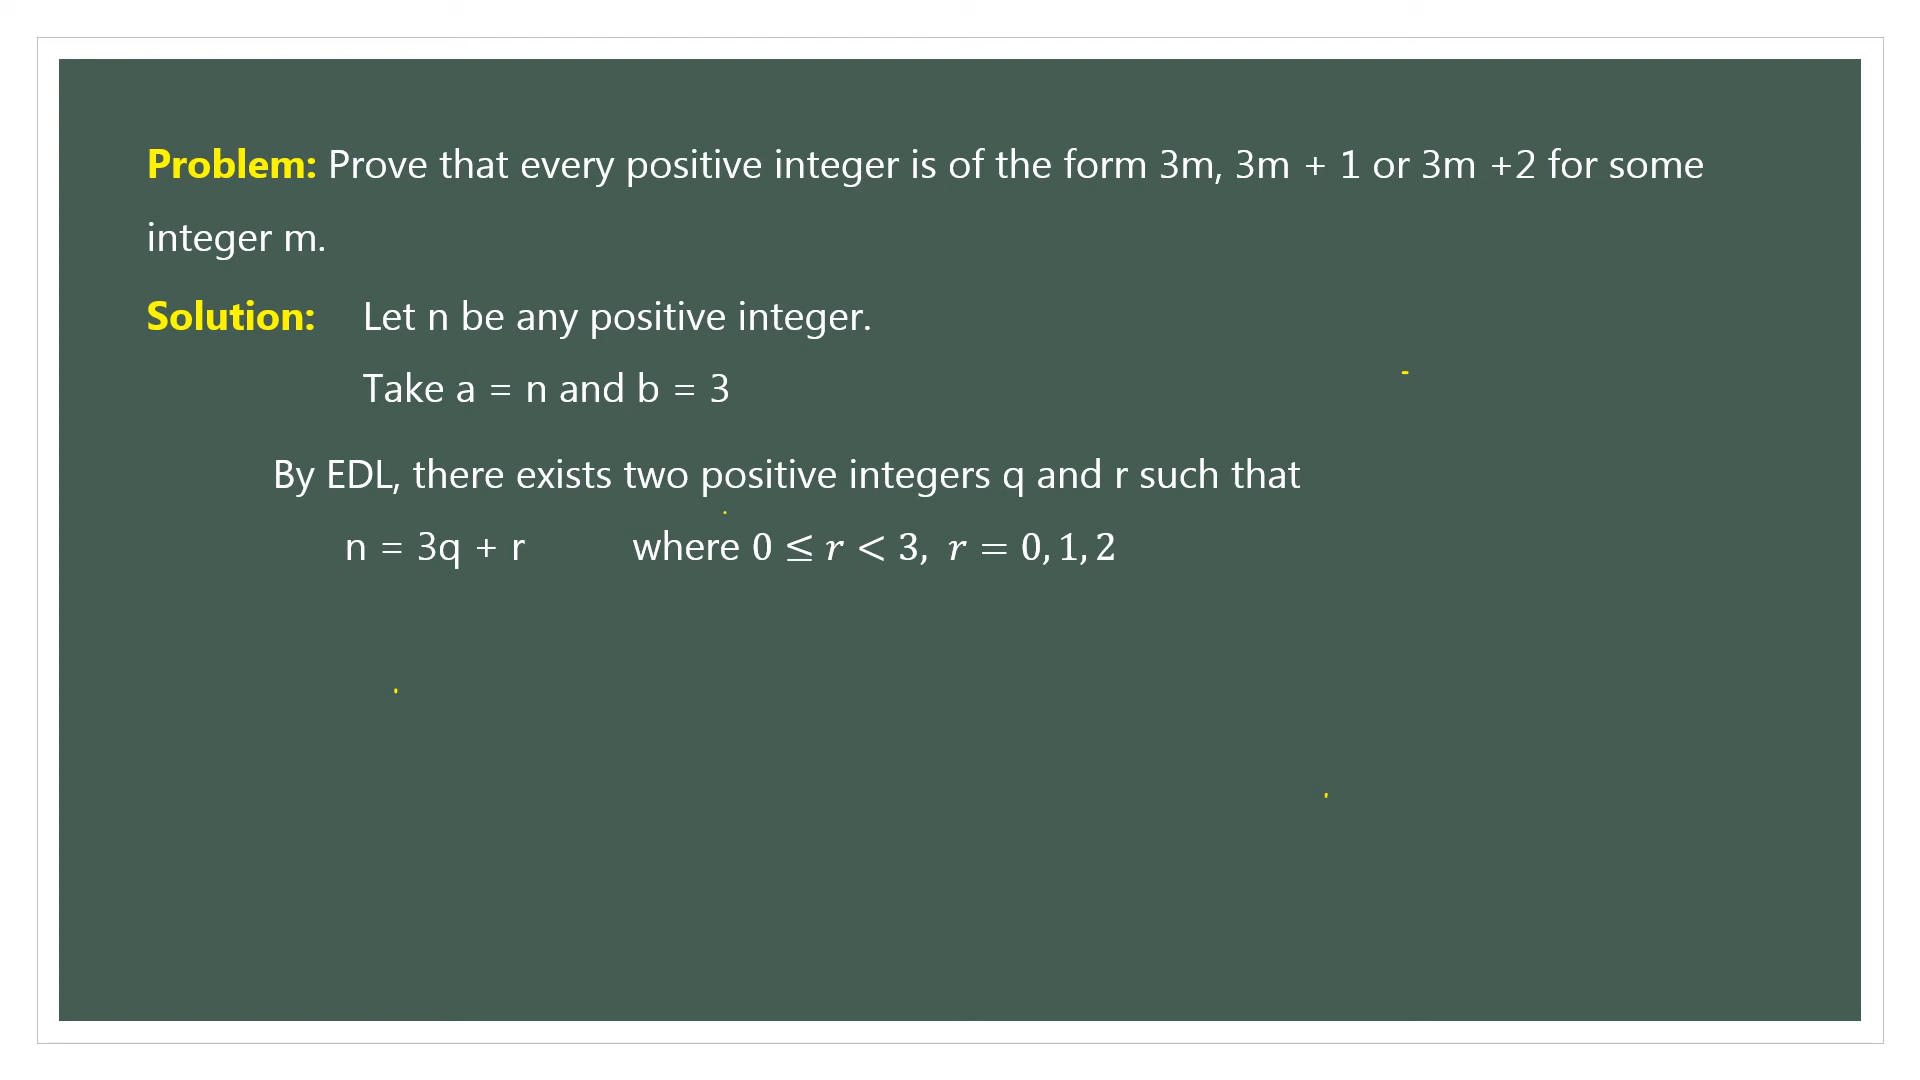 Problem: Prove that every positive integer is of the form 3m, 3m + 1 or 3m +2 for some
integer m.
Solution: Let n be any positive integer.
Take a = n and b = 3
By EDL, there exists two positive integers q and r such that
n = 3q + r where 0 ≤ r < 3, r = 0, 1, 2